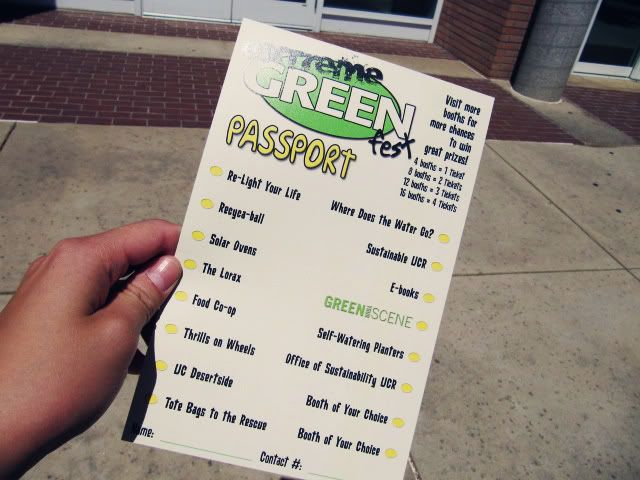 extreme
GREEN
fest
PASSPORT
Visit more
booths for
more chances
To win
great prizes!
4 booths = 1 Ticket
8 booths = 2 Tickets
12 booths = 3 Tickets
16 booths = 4 Tickets
Re-Light Your Life
Recyca-ball
Solar Ovens
The Lorax
Food Co-op
Thrills on Wheels
UC Desertside
Tote Bags to the Rescue
Where Does the Water Go?
Sustainable UCR
E-books
GREEN SCENE
Self-Watering Planters
Office of Sustainability UCR
Booth of Your Choice
Booth of Your Choice
Name:
Contact #: